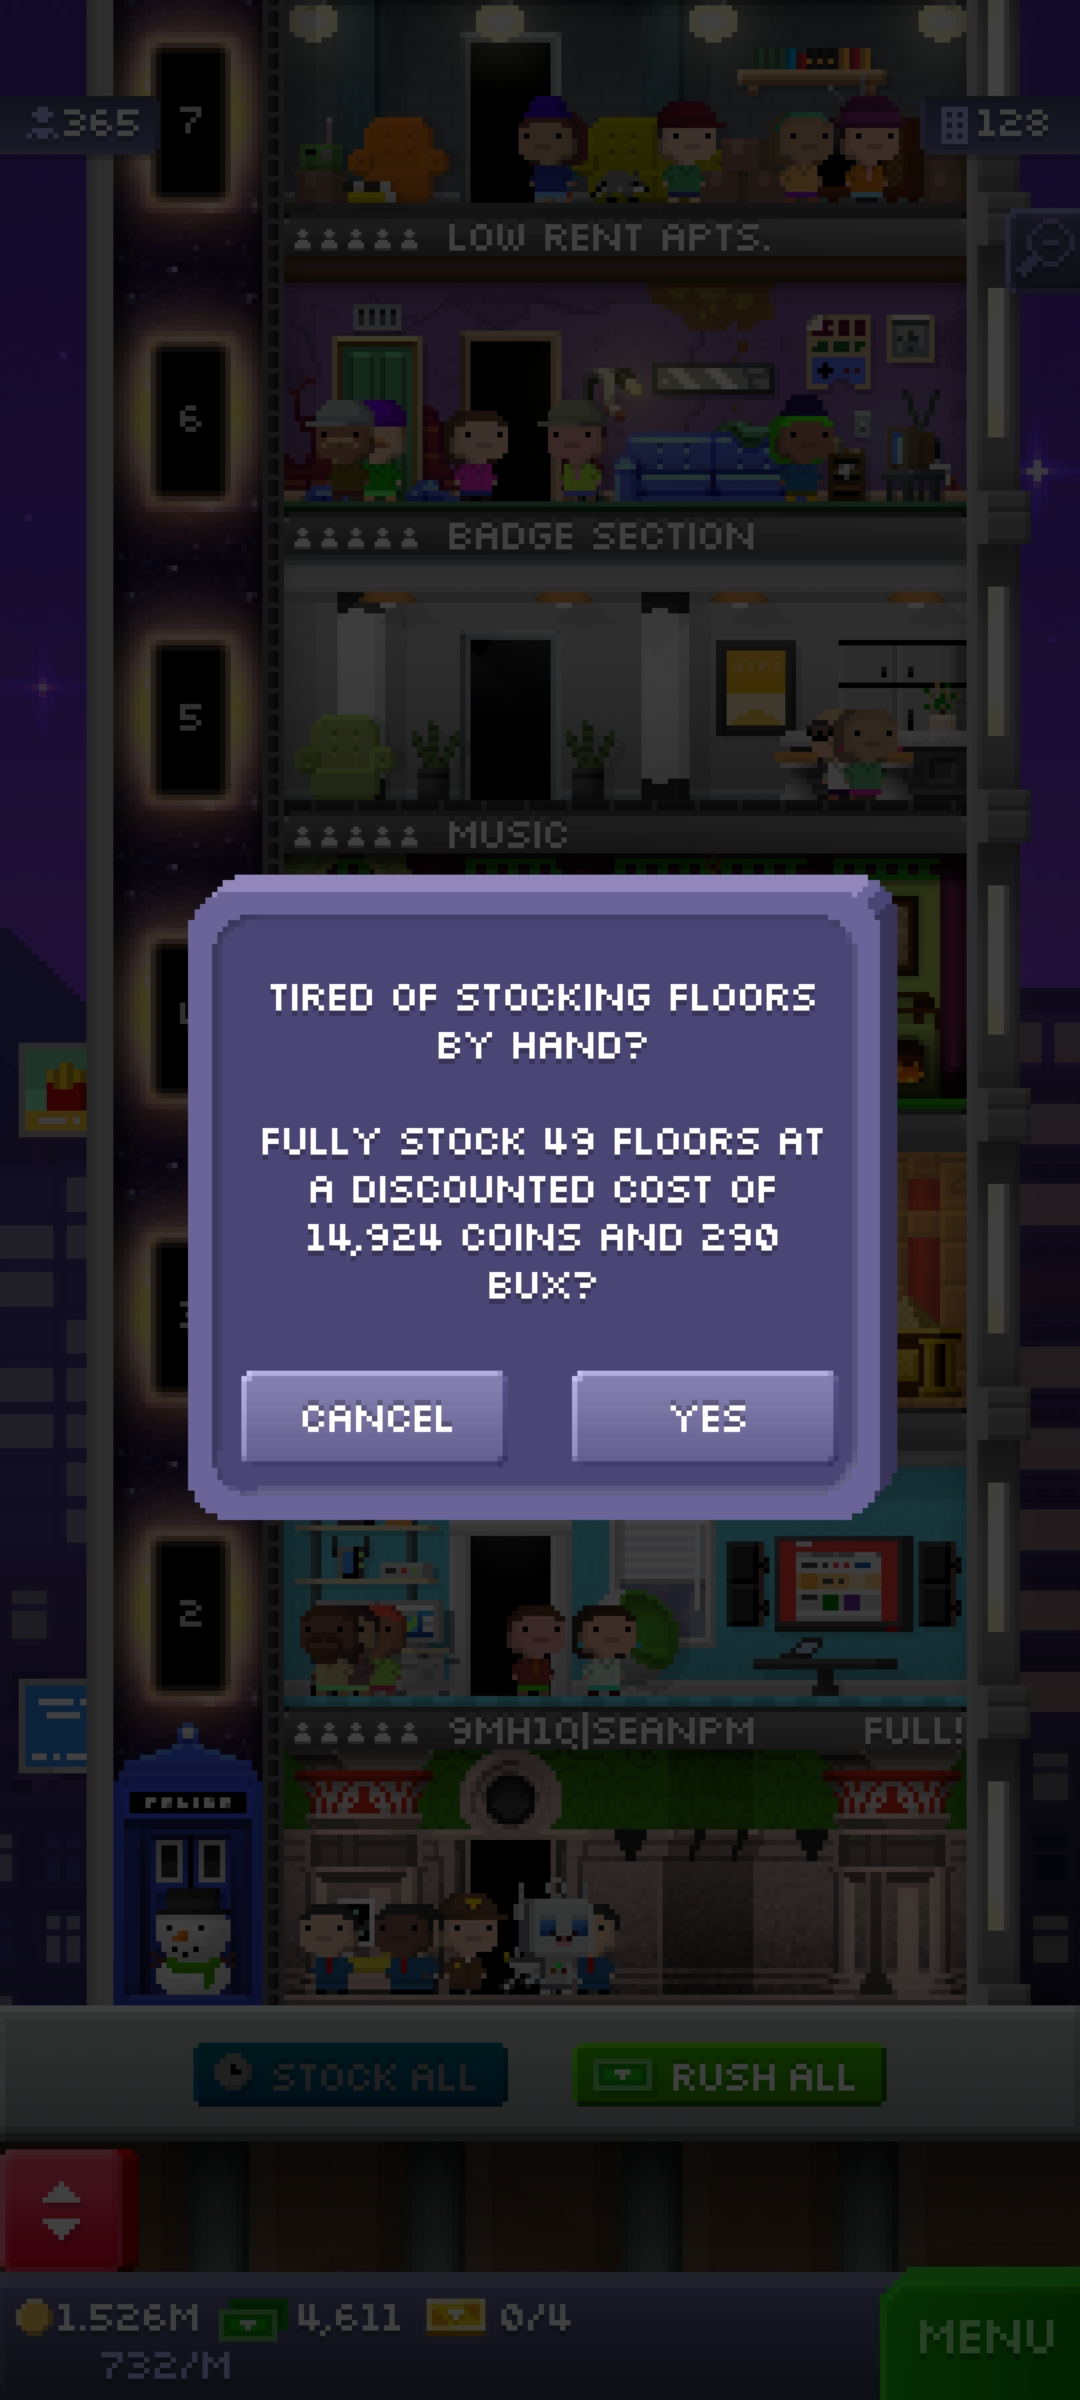 7
365
128
LOW RENT APTS.
6
BADGE SECTION
5
MUSIC
TIRED OF STOCKING FLOORS
BY HAND?
FULLY STOCK 49 FLOORS AT
A DISCOUNTED COST OF
14,924 COINS AND 290
BUX?
CANCEL
YES
2
9MH1Q|SEANPM
FULL!
POLICE
STOCK ALL
RUSH ALL
1.526M
4,611
0/4
732/M
MENU